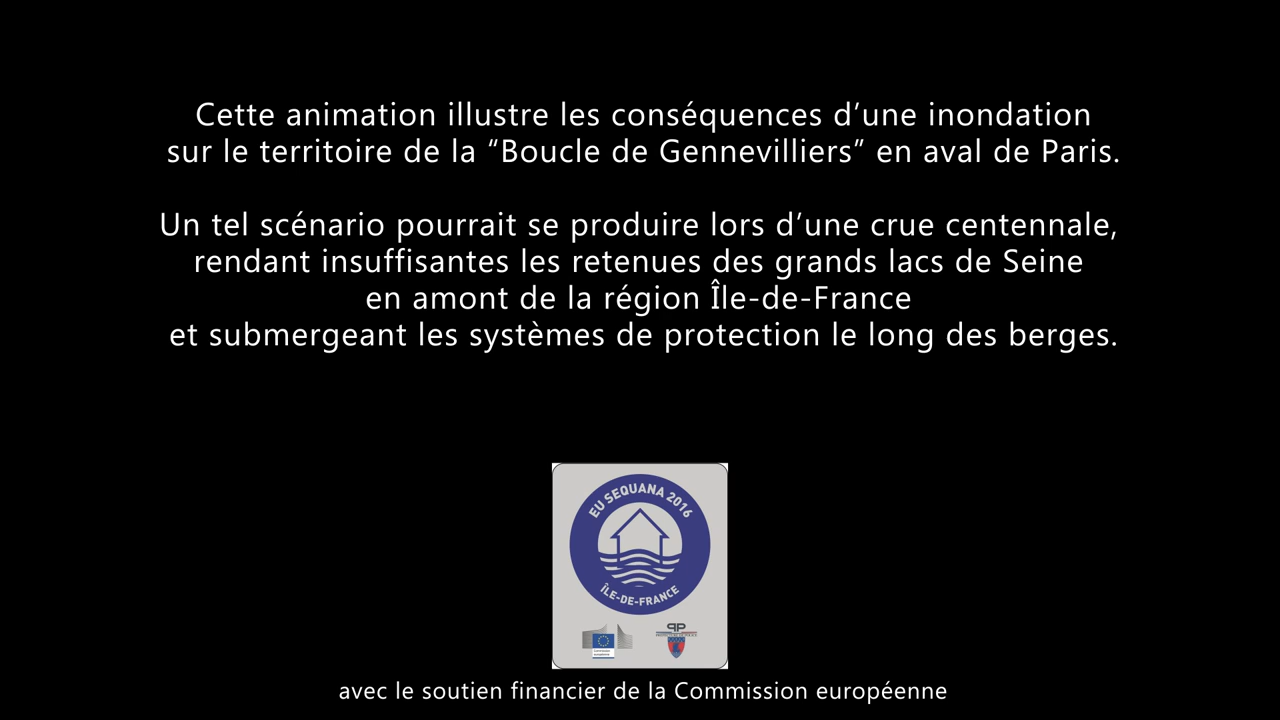 Cette animation illustre les conséquences d’une inondation
sur le territoire de la “Boucle de Gennevilliers” en aval de Paris.
Un tel scénario pourrait se produire lors d’une crue centennale,
rendant insuffisantes les retenues des grands lacs de Seine
en amont de la région Île-de-France
et submergeant les systèmes de protection le long des berges.
EU SEQUANA 2016
ÎLE-DE-FRANCE
Commission
européenne
PP
avec le soutien financier de la Commission européenne